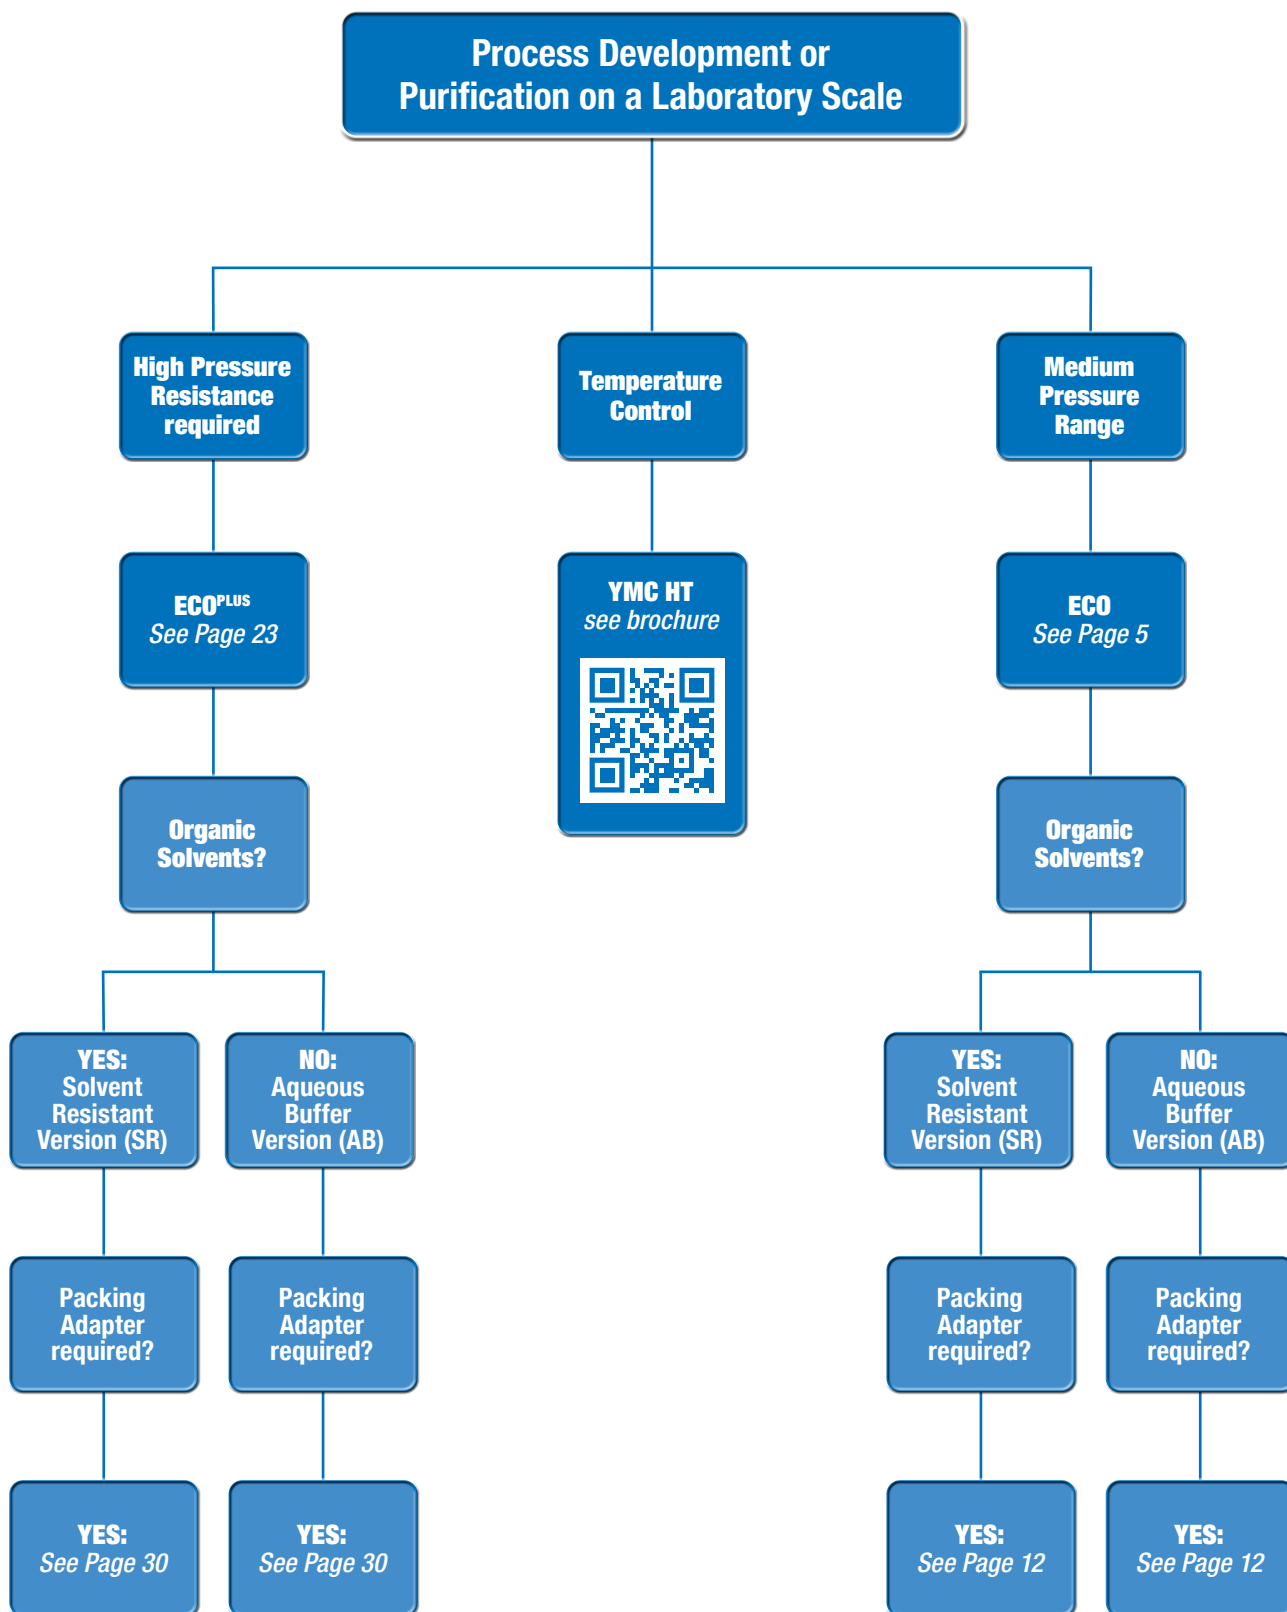 Process Development or
Purification on a Laboratory Scale
High Pressure
Resistance
required
Temperature
Control
Medium
Pressure
Range
ECOPLUS
See Page 23
YMC HT
see brochure
ECO
See Page 5
Organic
Solvents?
Organic
Solvents?
YES:
Solvent
Resistant
Version (SR)
NO:
Aqueous
Buffer
Version (AB)
YES:
Solvent
Resistant
Version (SR)
NO:
Aqueous
Buffer
Version (AB)
Packing
Adapter
required?
Packing
Adapter
required?
Packing
Adapter
required?
Packing
Adapter
required?
YES:
See Page 30
YES:
See Page 30
YES:
See Page 12
YES:
See Page 12